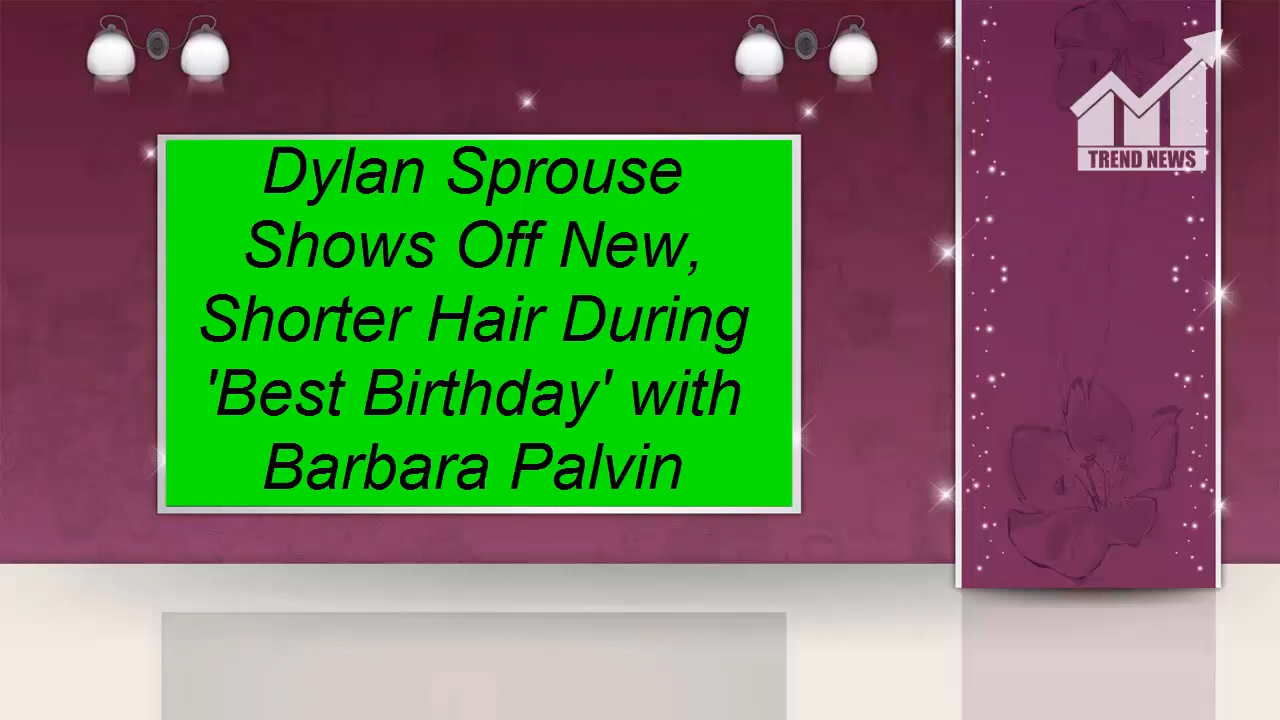 Dylan Sprouse
Shows Off New,
Shorter Hair During
'Best Birthday' with
Barbara Palvin
TREND NEWS